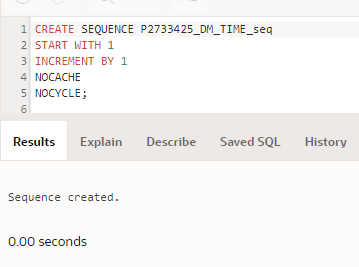 1 CREATE SEQUENCE P2733425_DM_TIME_seq
2 START WITH 1
3 INCREMENT BY 1
4 NOCACHE
5 NOCYCLE;
6
Results Explain Describe Saved SQL History
Sequence created.
0.00 seconds